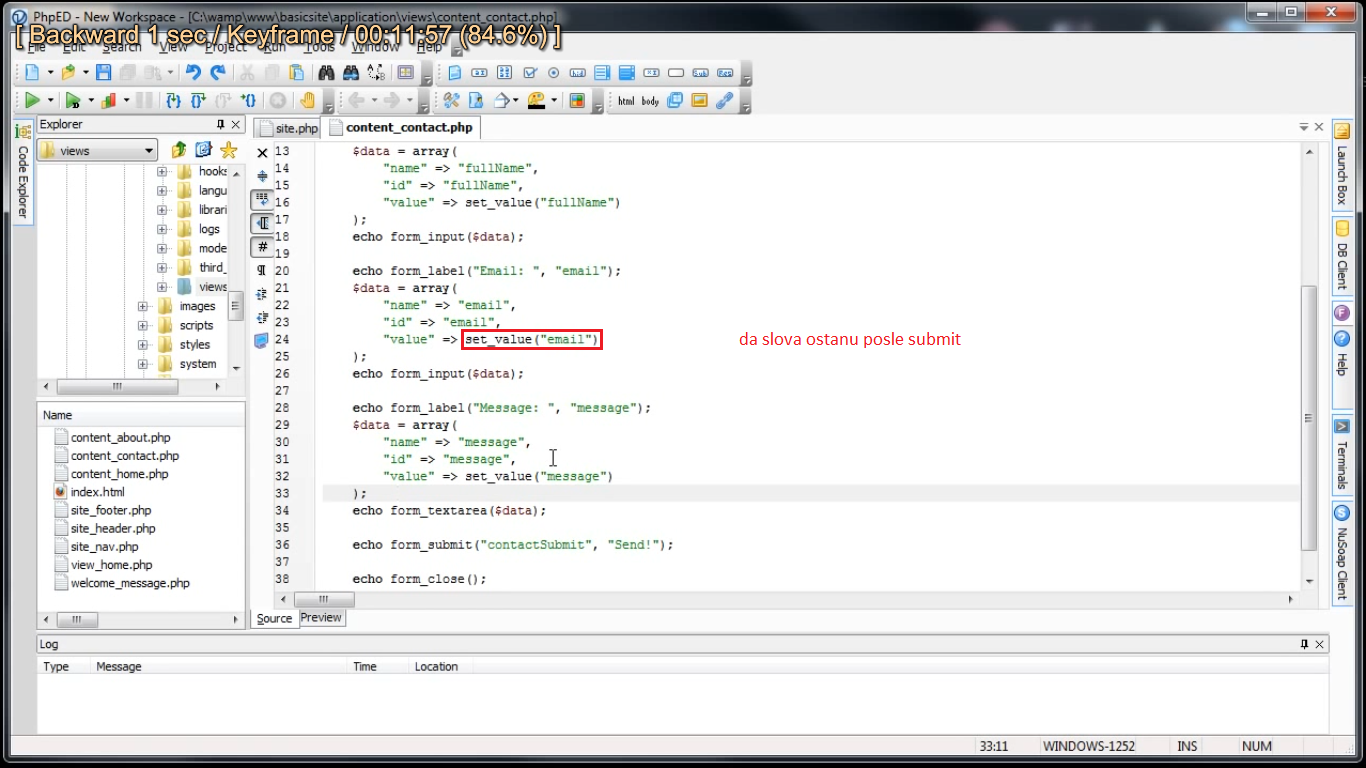 PhpED - New Workspace - [C:\wamp\www\basicsite\application\views\content_contact.php]
[ Backward 1 sec / Keyframe / 00:11:57 (84.6%) ]
File Edit Search View Project Run Tools Window Help
html body
Explorer
views
hooks
langu
librari
logs
mode
third_
views
images
scripts
styles
system
Name
content_about.php
content_contact.php
content_home.php
index.html
site_footer.php
site_header.php
site_nav.php
view_home.php
welcome_message.php
Code Explorer
site.php content_contact.php
13 $data = array(
14 "name" => "fullName",
15 "id" => "fullName",
16 "value" => set_value("fullName")
17 );
18 echo form_input($data);
19
20 echo form_label("Email: ", "email");
21 $data = array(
22 "name" => "email",
23 "id" => "email",
24 "value" => set_value("email") da slova ostanu posle submit
25 );
26 echo form_input($data);
27
28 echo form_label("Message: ", "message");
29 $data = array(
30 "name" => "message",
31 "id" => "message",
32 "value" => set_value("message")
33 );
34 echo form_textarea($data);
35
36 echo form_submit("contactSubmit", "Send!");
37
38 echo form_close();
Source Preview
Launch Box
DB Client
Help
Terminals
NuSoap Client
Log
Type Message Time Location
33:11 WINDOWS-1252 INS NUM